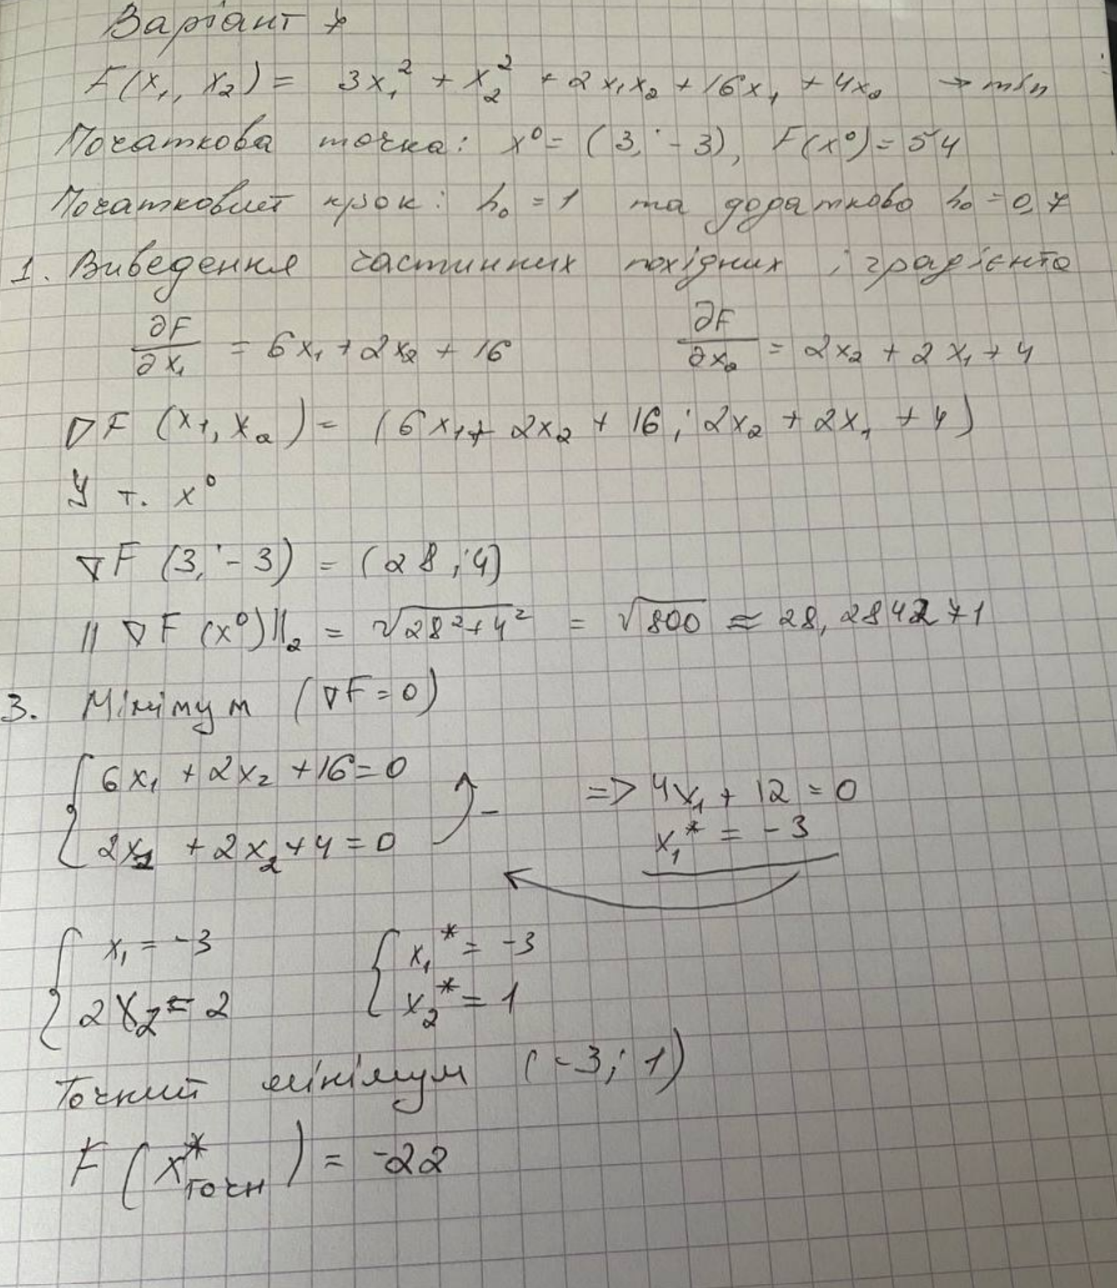 Варіант 7
F(x₁, x₂) = 3x₁² + x₂² + 2x₁x₂ + 16x₁ + 4x₂ → min
Початкова точка: x⁰ = (3; -3), F(x⁰) = 54
Початковий крок: h₀ = 1 та додатково h₀ = 0,7
1. Виведення частинних похідних і градієнта
∂F/∂x₁ = 6x₁ + 2x₂ + 16 ∂F/∂x₂ = 2x₂ + 2x₁ + 4
∇F (x₁, x₂) = (6x₁ + 2x₂ + 16; 2x₂ + 2x₁ + 4)
У т. x⁰
∇F (3; -3) = (28; 4)
||∇F(x⁰)||₂ = √(28² + 4²) = √800 ≈ 28,284271
3. Мінімум (∇F = 0)
{ 6x₁ + 2x₂ + 16 = 0 - => 4x₁ + 12 = 0
2x₁ + 2x₂ + 4 = 0 x₁* = -3
{ x₁ = -3 { x₁* = -3
2x₂ = 2 x₂* = 1
Точний мінімум (-3; 1)
F(x*точн) = -22